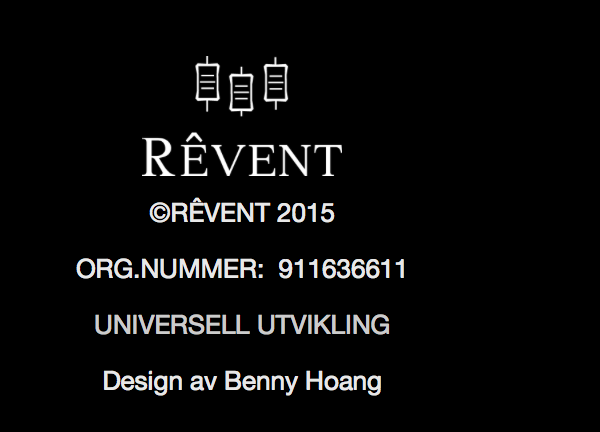 RÊVENT
©RÊVENT 2015
ORG.NUMMER: 911636611
UNIVERSELL UTVIKLING
Design av Benny Hoang